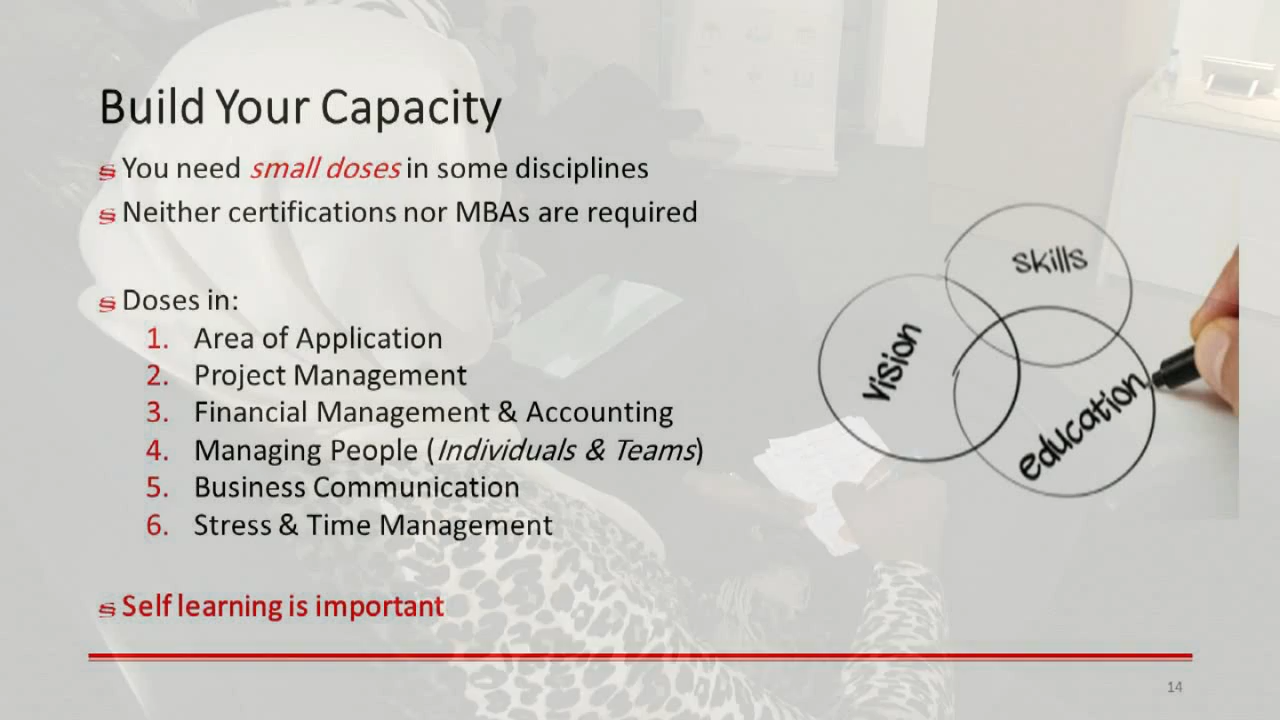 Build Your Capacity
You need small doses in some disciplines
Neither certifications nor MBAs are required
Doses in:
1. Area of Application
2. Project Management
3. Financial Management & Accounting
4. Managing People (Individuals & Teams)
5. Business Communication
6. Stress & Time Management
Self learning is important
skills
Vision
education
14